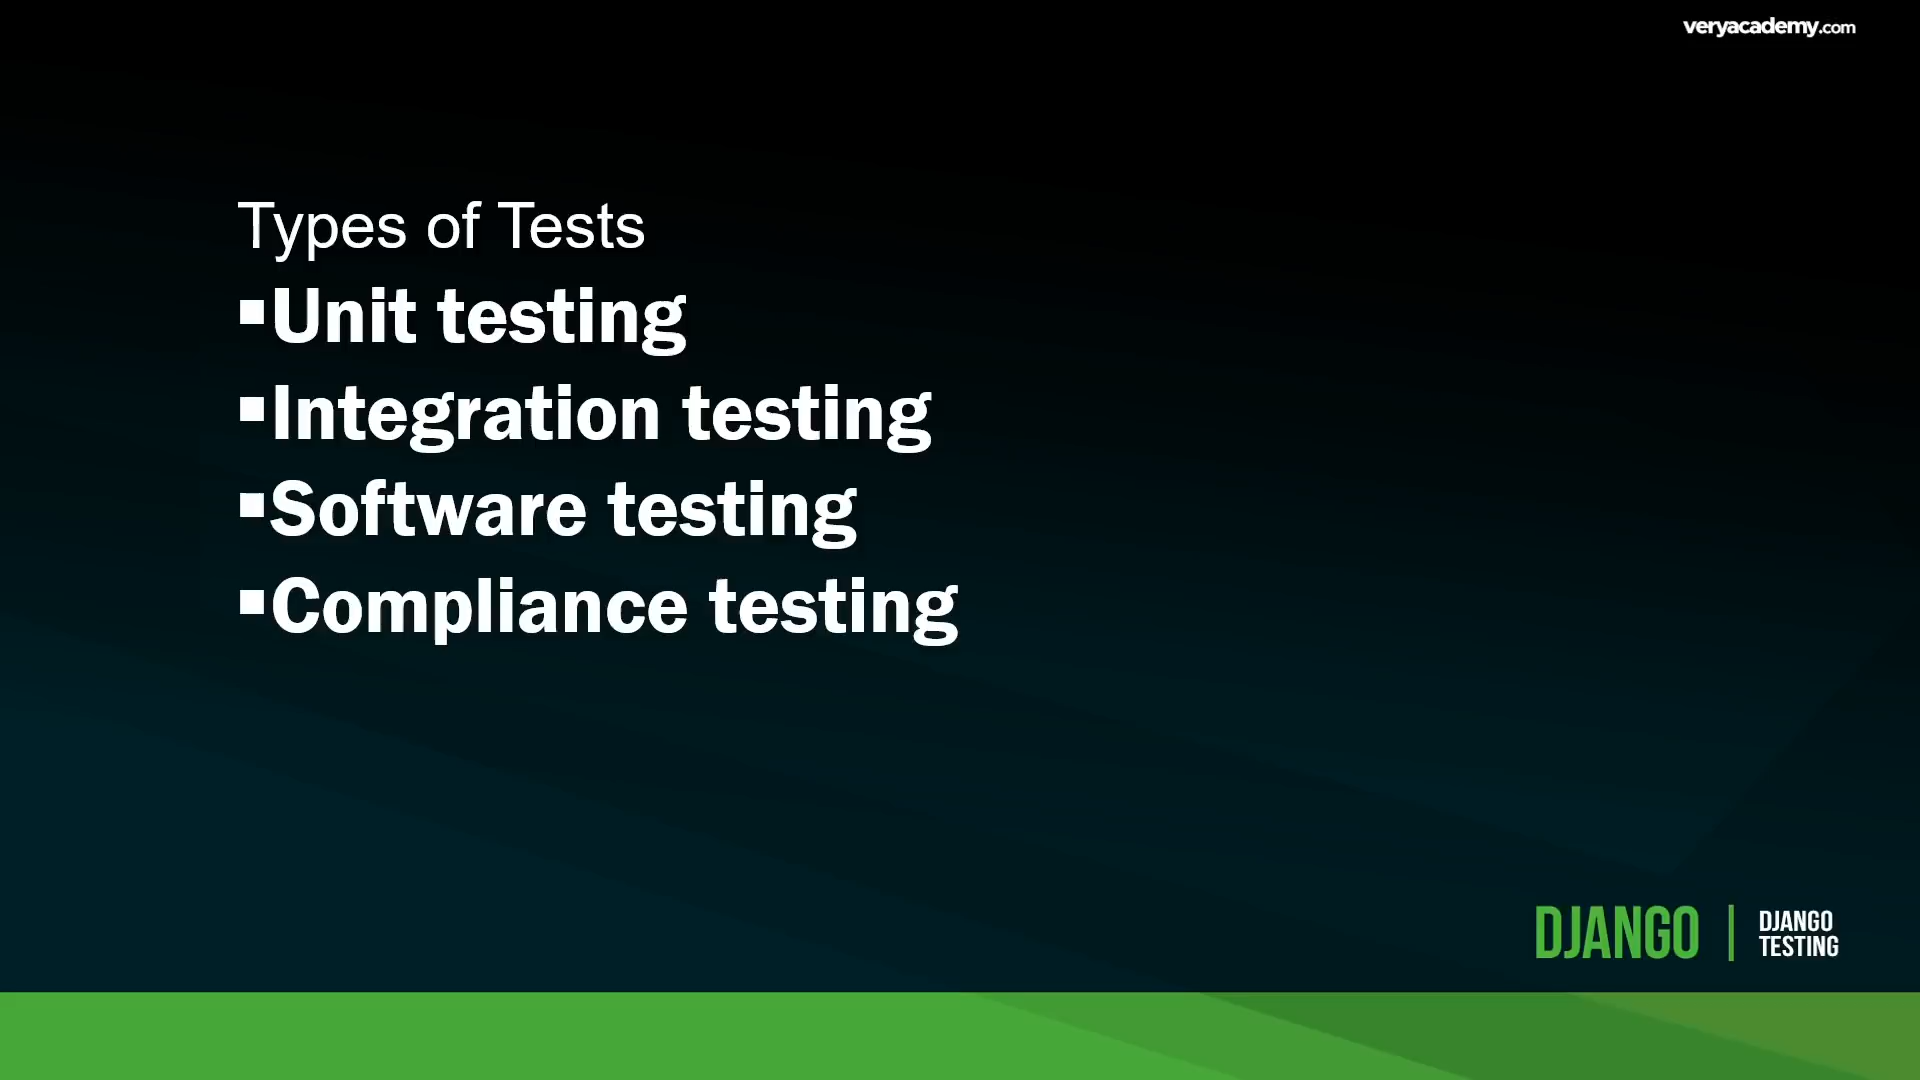 veryacademy.com
Types of Tests
▪Unit testing
▪Integration testing
▪Software testing
▪Compliance testing
DJANGO
DJANGO
TESTING